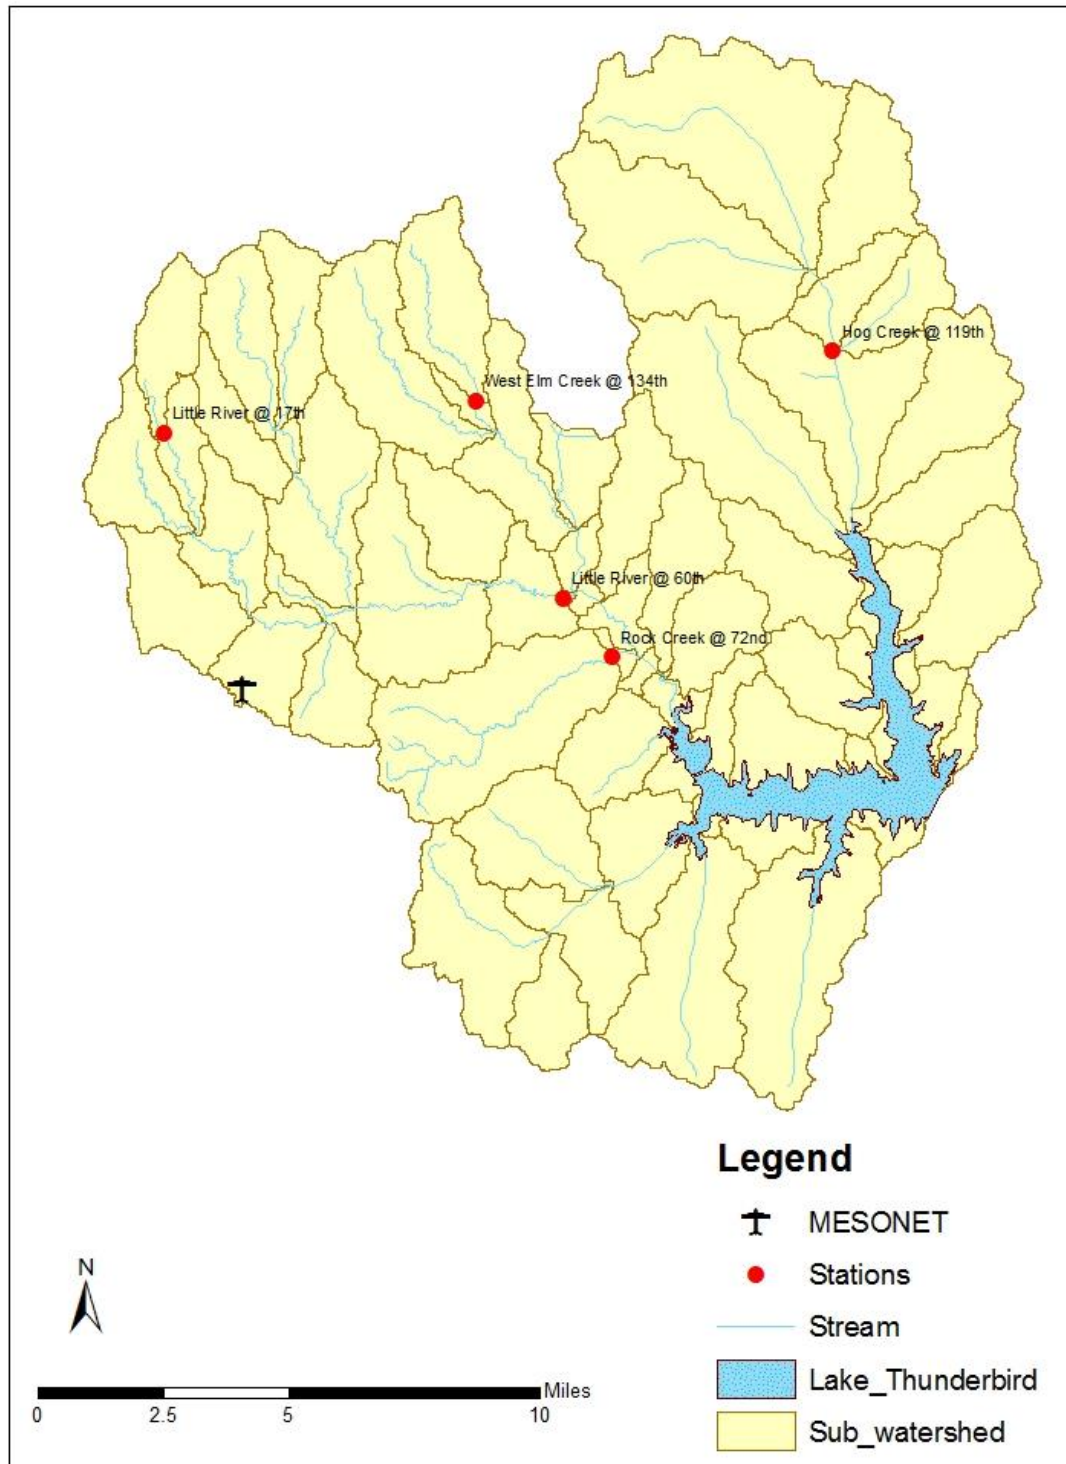 Hog Creek @ 119th
West Elm Creek @ 134th
Little River @ 17th
Little River @ 60th
Rock Creek @ 72nd
Legend
MESONET
Stations
Stream
Lake_Thunderbird
Sub_watershed
N
Miles
0 2.5 5 10